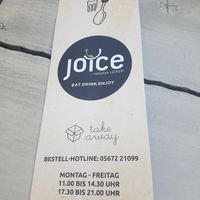 joice
EAT.DRINK.ENJOY
take
away
BESTELL-HOTLINE: 05672 21099
MONTAG - FREITAG
11.00 BIS 14.30 UHR
17.30 BIS 21.00 UHR